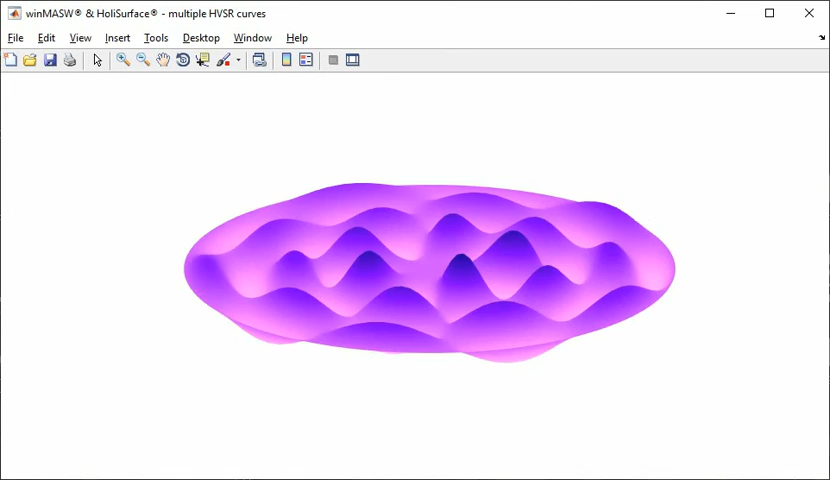 winMASW® & HoliSurface® - multiple HVSR curves
File Edit View Insert Tools Desktop Window Help